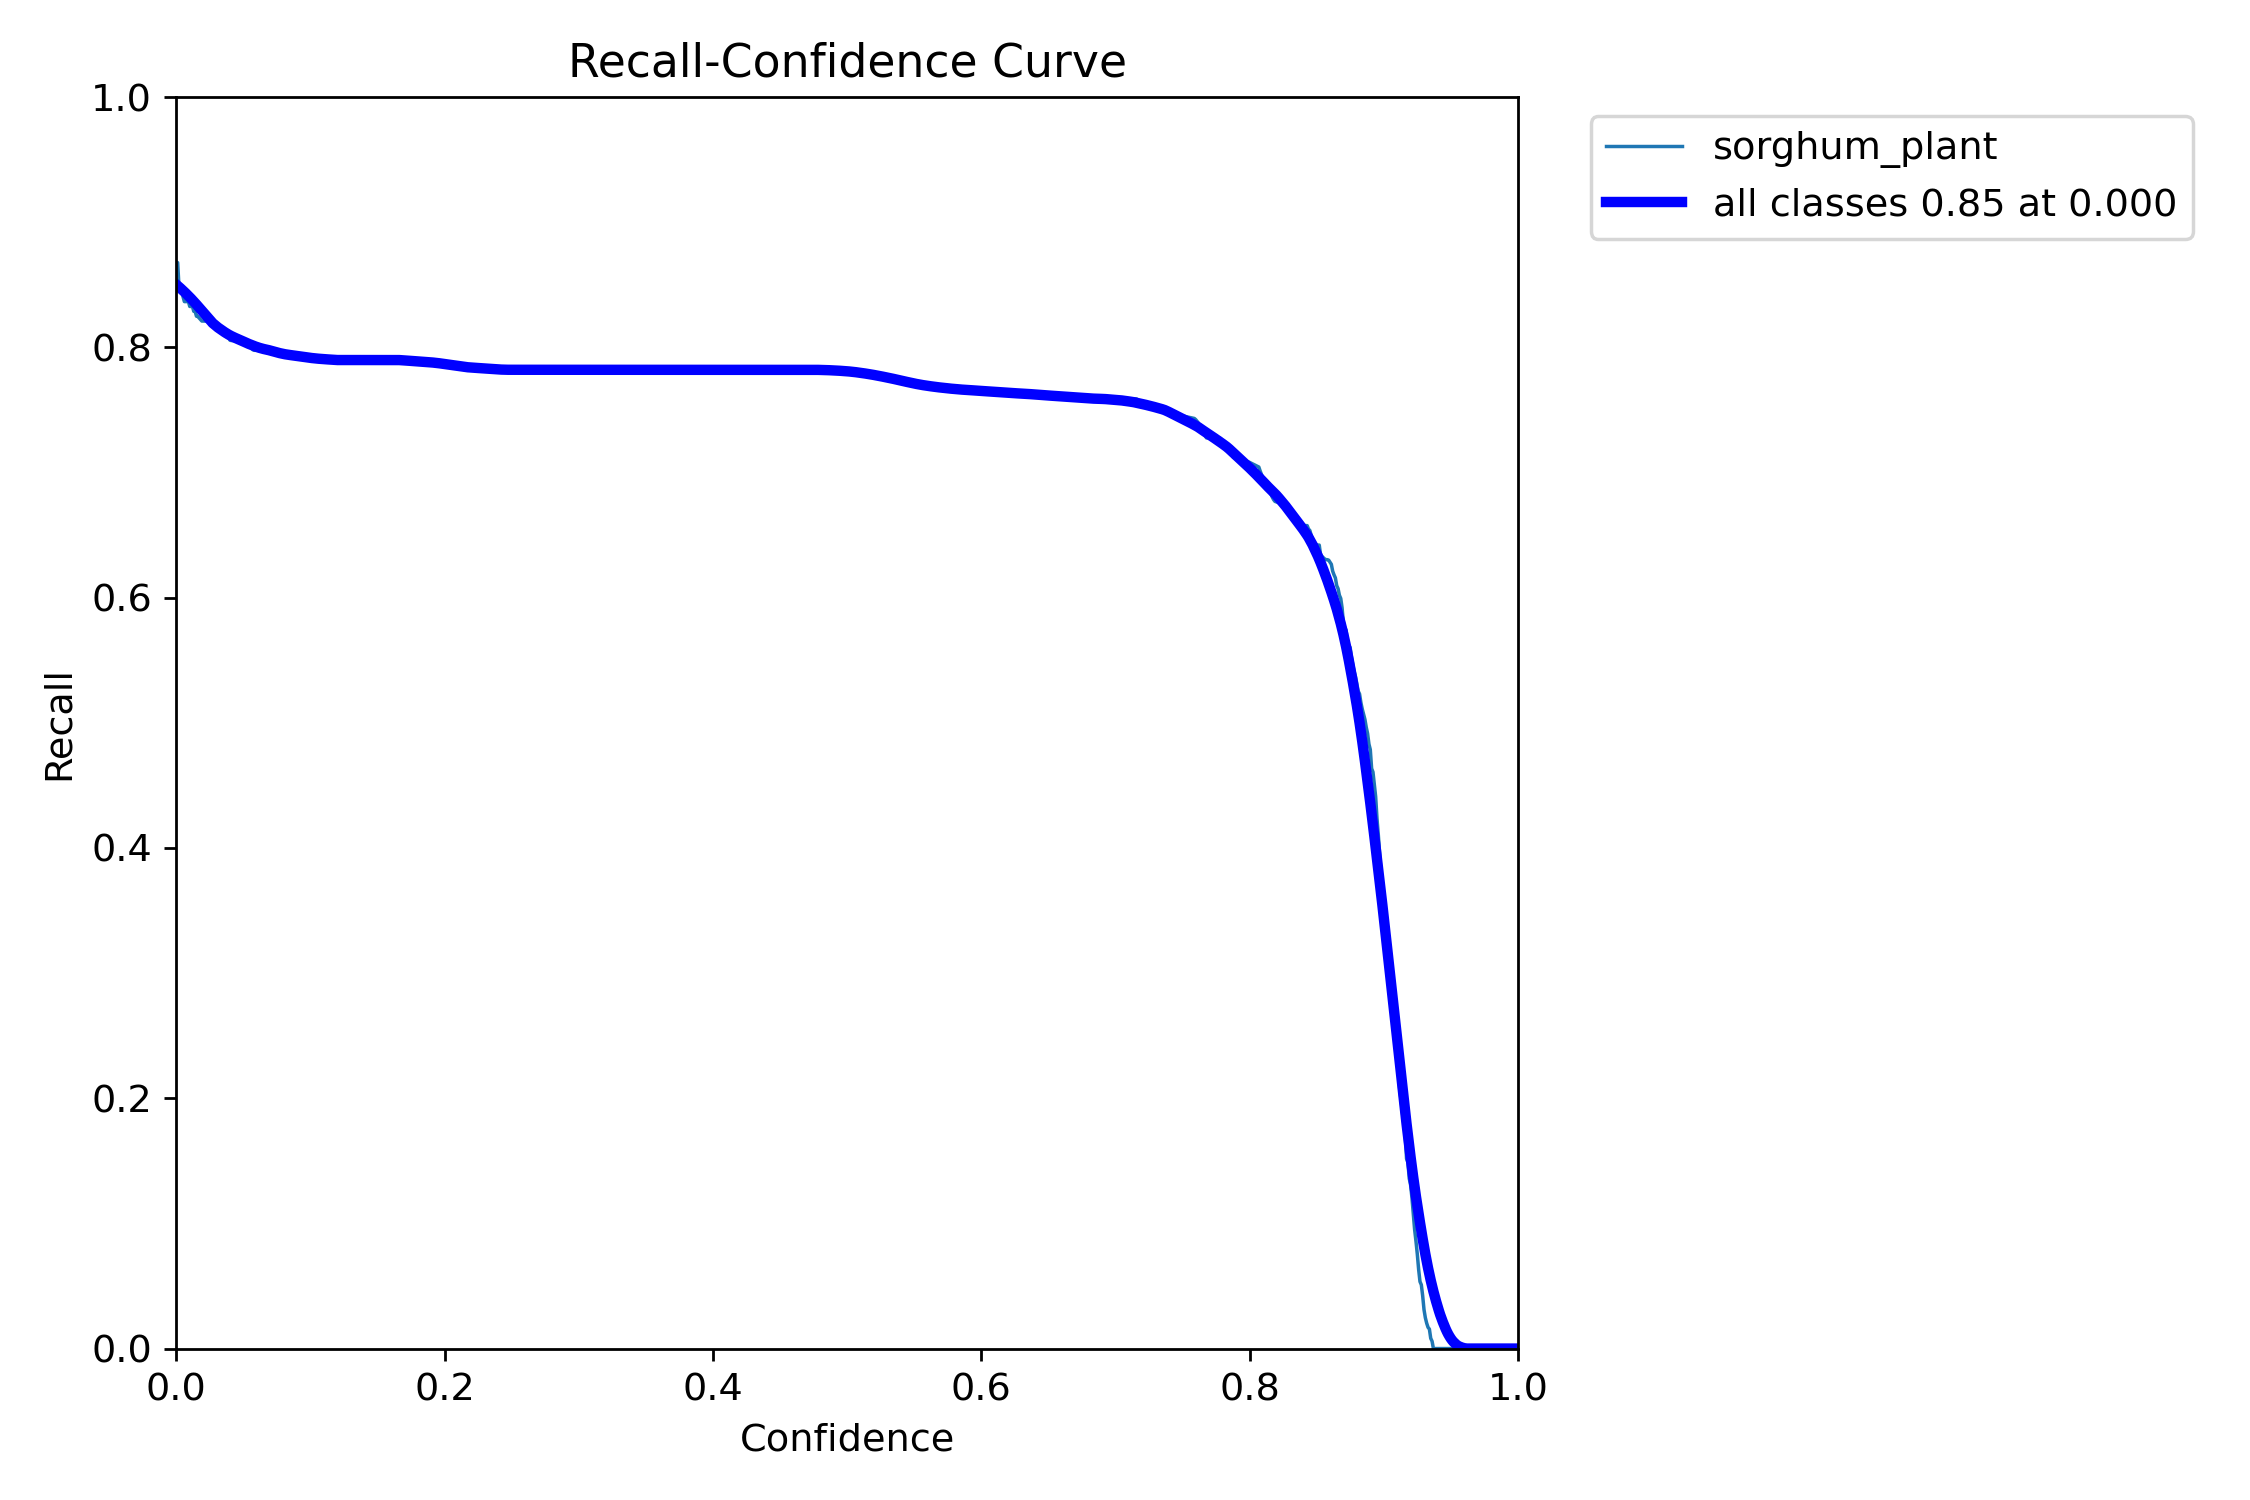 Recall-Confidence Curve
1.0
0.8
0.6
0.4
0.2
0.0
Recall
0.0 0.2 0.4 0.6 0.8 1.0
Confidence
sorghum_plant
all classes 0.85 at 0.000